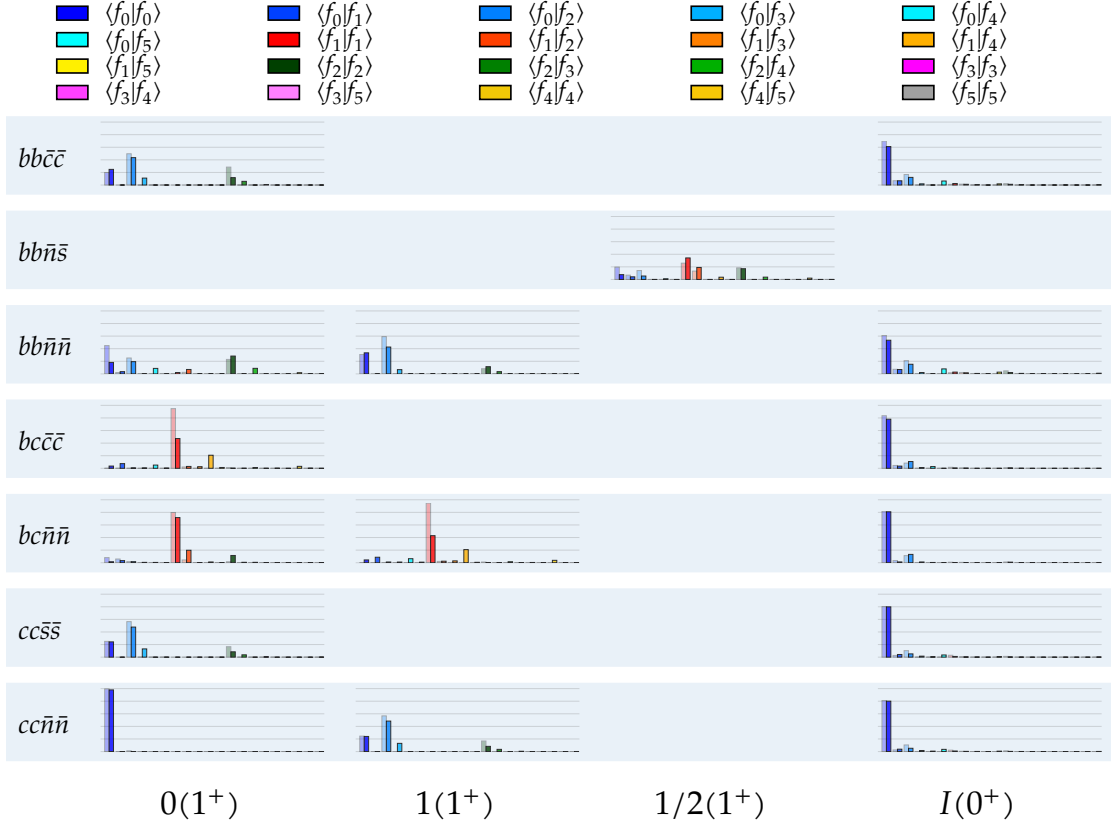 ⟨f₀|f₀⟩ ⟨f₀|f₁⟩ ⟨f₀|f₂⟩ ⟨f₀|f₃⟩ ⟨f₀|f₄⟩
⟨f₀|f₅⟩ ⟨f₁|f₁⟩ ⟨f₁|f₂⟩ ⟨f₁|f₃⟩ ⟨f₁|f₄⟩
⟨f₁|f₅⟩ ⟨f₂|f₂⟩ ⟨f₂|f₃⟩ ⟨f₂|f₄⟩ ⟨f₃|f₃⟩
⟨f₃|f₄⟩ ⟨f₃|f₅⟩ ⟨f₄|f₄⟩ ⟨f₄|f₅⟩ ⟨f₅|f₅⟩
bbc̄c̄
bbn̄s̄
bbn̄n̄
bcc̄c̄
bcn̄n̄
ccs̄s̄
ccn̄n̄
0(1⁺) 1(1⁺) 1/2(1⁺) I(0⁺)